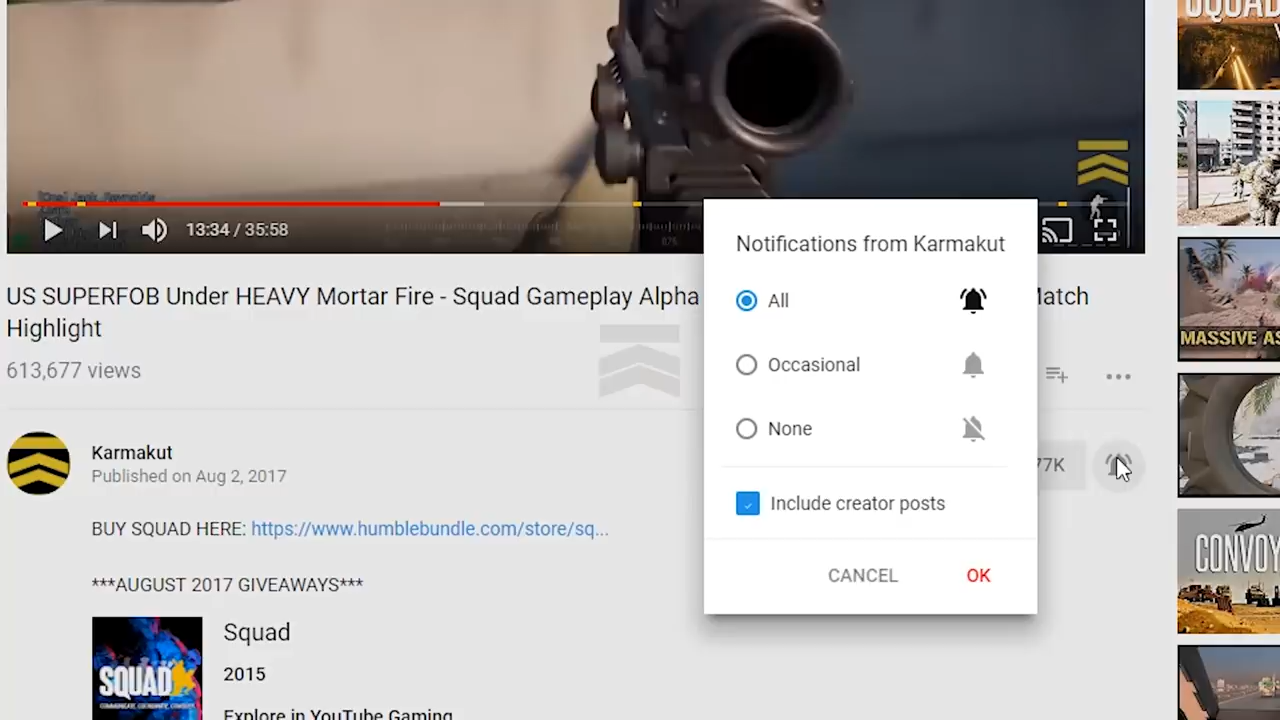 SQUAD
13:34 / 35:58
Notifications from Karmakut
US SUPERFOB Under HEAVY Mortar Fire - Squad Gameplay Alpha
Match
Highlight
All
613,677 views
Occasional
MASSIVE
None
Karmakut
Published on Aug 2, 2017
77K
BUY SQUAD HERE: https://www.humblebundle.com/store/sq...
Include creator posts
CONVOY
***AUGUST 2017 GIVEAWAYS***
CANCEL
OK
Squad
2015
SQUAD
Explore in YouTube Gaming